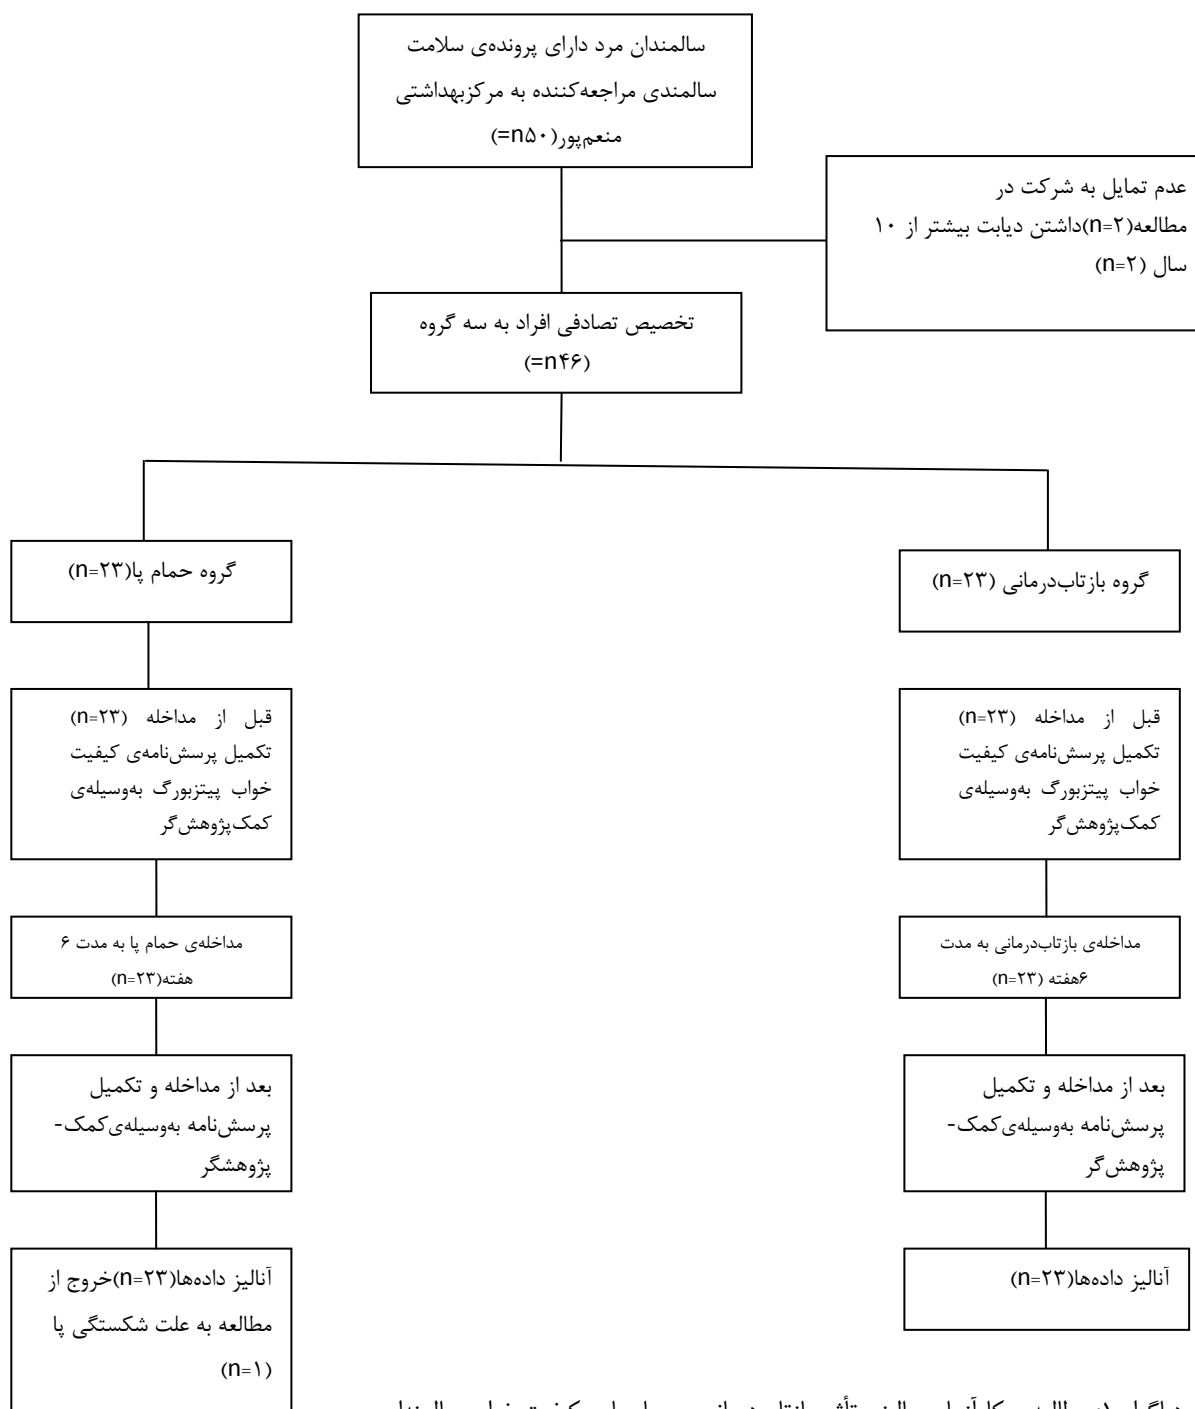 سالمندان مرد دارای پرونده‌ی سلامت
سالمندی مراجعه‌کننده به مرکزبهداشتی
منعم‌پور(n۵۰=)
عدم تمایل به شرکت در
مطالعه(n=۲)داشتن دیابت بیشتر از ۱۰
سال (n=۲)
تخصیص تصادفی افراد به سه گروه
(n۴۶=)
گروه بازتاب‌درمانی (n=۲۳)
گروه حمام پا(n=۲۳)
قبل از مداخله (n=۲۳)
تکمیل پرسش‌نامه‌ی کیفیت
خواب پیتزبورگ به‌وسیله‌ی
کمک‌پژوهش‌گر
قبل از مداخله (n=۲۳)
تکمیل پرسش‌نامه‌ی کیفیت
خواب پیتزبورگ به‌وسیله‌ی
کمک‌پژوهش‌گر
مداخله‌ی بازتاب‌درمانی به مدت
۶هفته (n=۲۳)
مداخله‌ی حمام پا به مدت ۶
هفته(n=۲۳)
بعد از مداخله و تکمیل
پرسش‌نامه به‌وسیله‌ی‌کمک-
پژوهش‌گر
بعد از مداخله و تکمیل
پرسش‌نامه به‌وسیله‌ی‌کمک-
پژوهشگر
آنالیز داده‌ها(n=۲۳)
آنالیز داده‌ها(n=۲۳)خروج از
مطالعه به علت شکستگی پا
(n=۱)